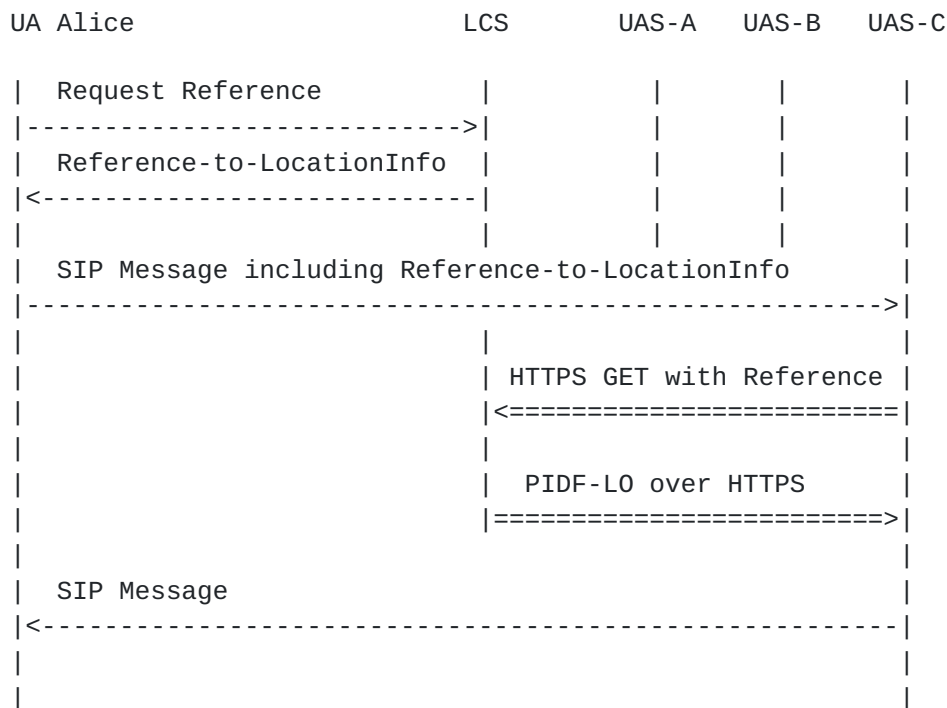 UA Alice                     LCS       UAS-A   UAS-B   UAS-C

|  Request Reference          |          |       |       |
|---------------------------->|          |       |       |
|  Reference-to-LocationInfo  |          |       |       |
|<----------------------------|          |       |       |
|                             |          |       |       |
|  SIP Message including Reference-to-LocationInfo       |
|------------------------------------------------------->|
|                             |                          |
|                             | HTTPS GET with Reference |
|                             |<=========================|
|                             |                          |
|                             |  PIDF-LO over HTTPS      |
|                             |=========================>|
|                                                        |
|  SIP Message                                           |
|<-------------------------------------------------------|
|                                                        |
|                                                        |